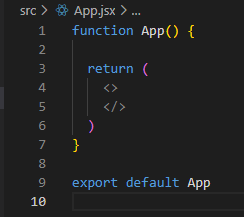 src > App.jsx > ...
1 function App() {
2
3 return (
4 <>
5 </>
6 )
7 }
8
9 export default App
10